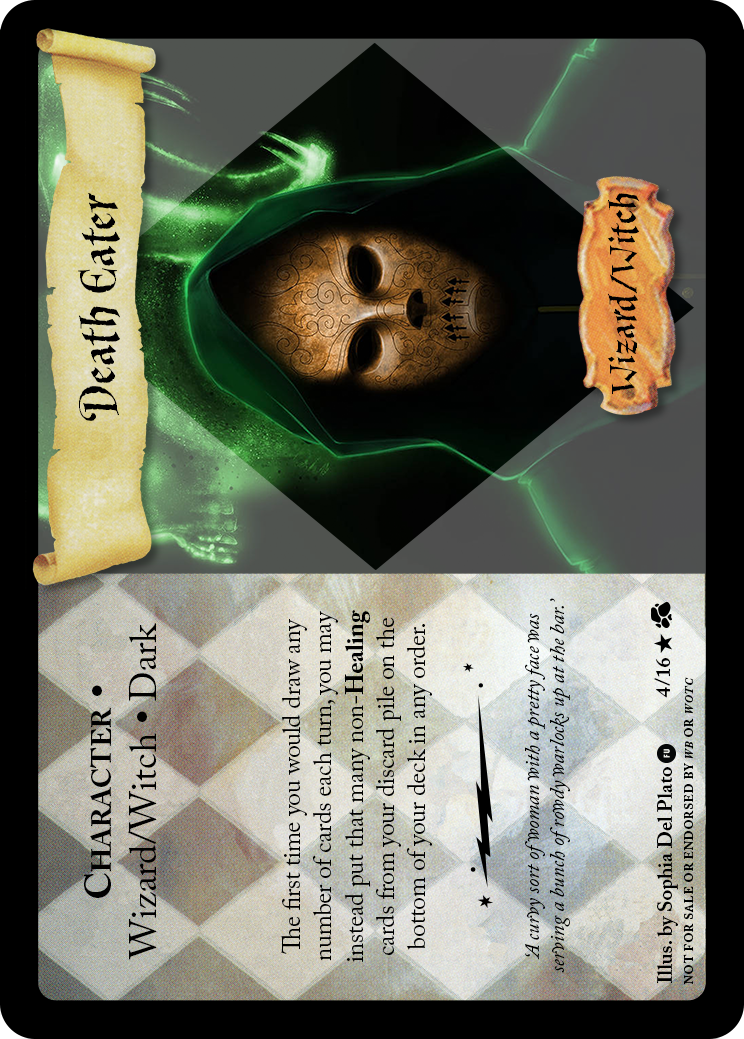 Death Eater
Wizard/Witch
CHARACTER •
Wizard/Witch • Dark
The first time you would draw any
number of cards each turn, you may
instead put that many non-Healing
cards from your discard pile on the
bottom of your deck in any order.
‘A curvy sort of woman with a pretty face was
serving a bunch of rowdy warlocks up at the bar.’
Illus. by Sophia Del Plato FU 4/16
NOT FOR SALE OR ENDORSED BY WB OR WOTC